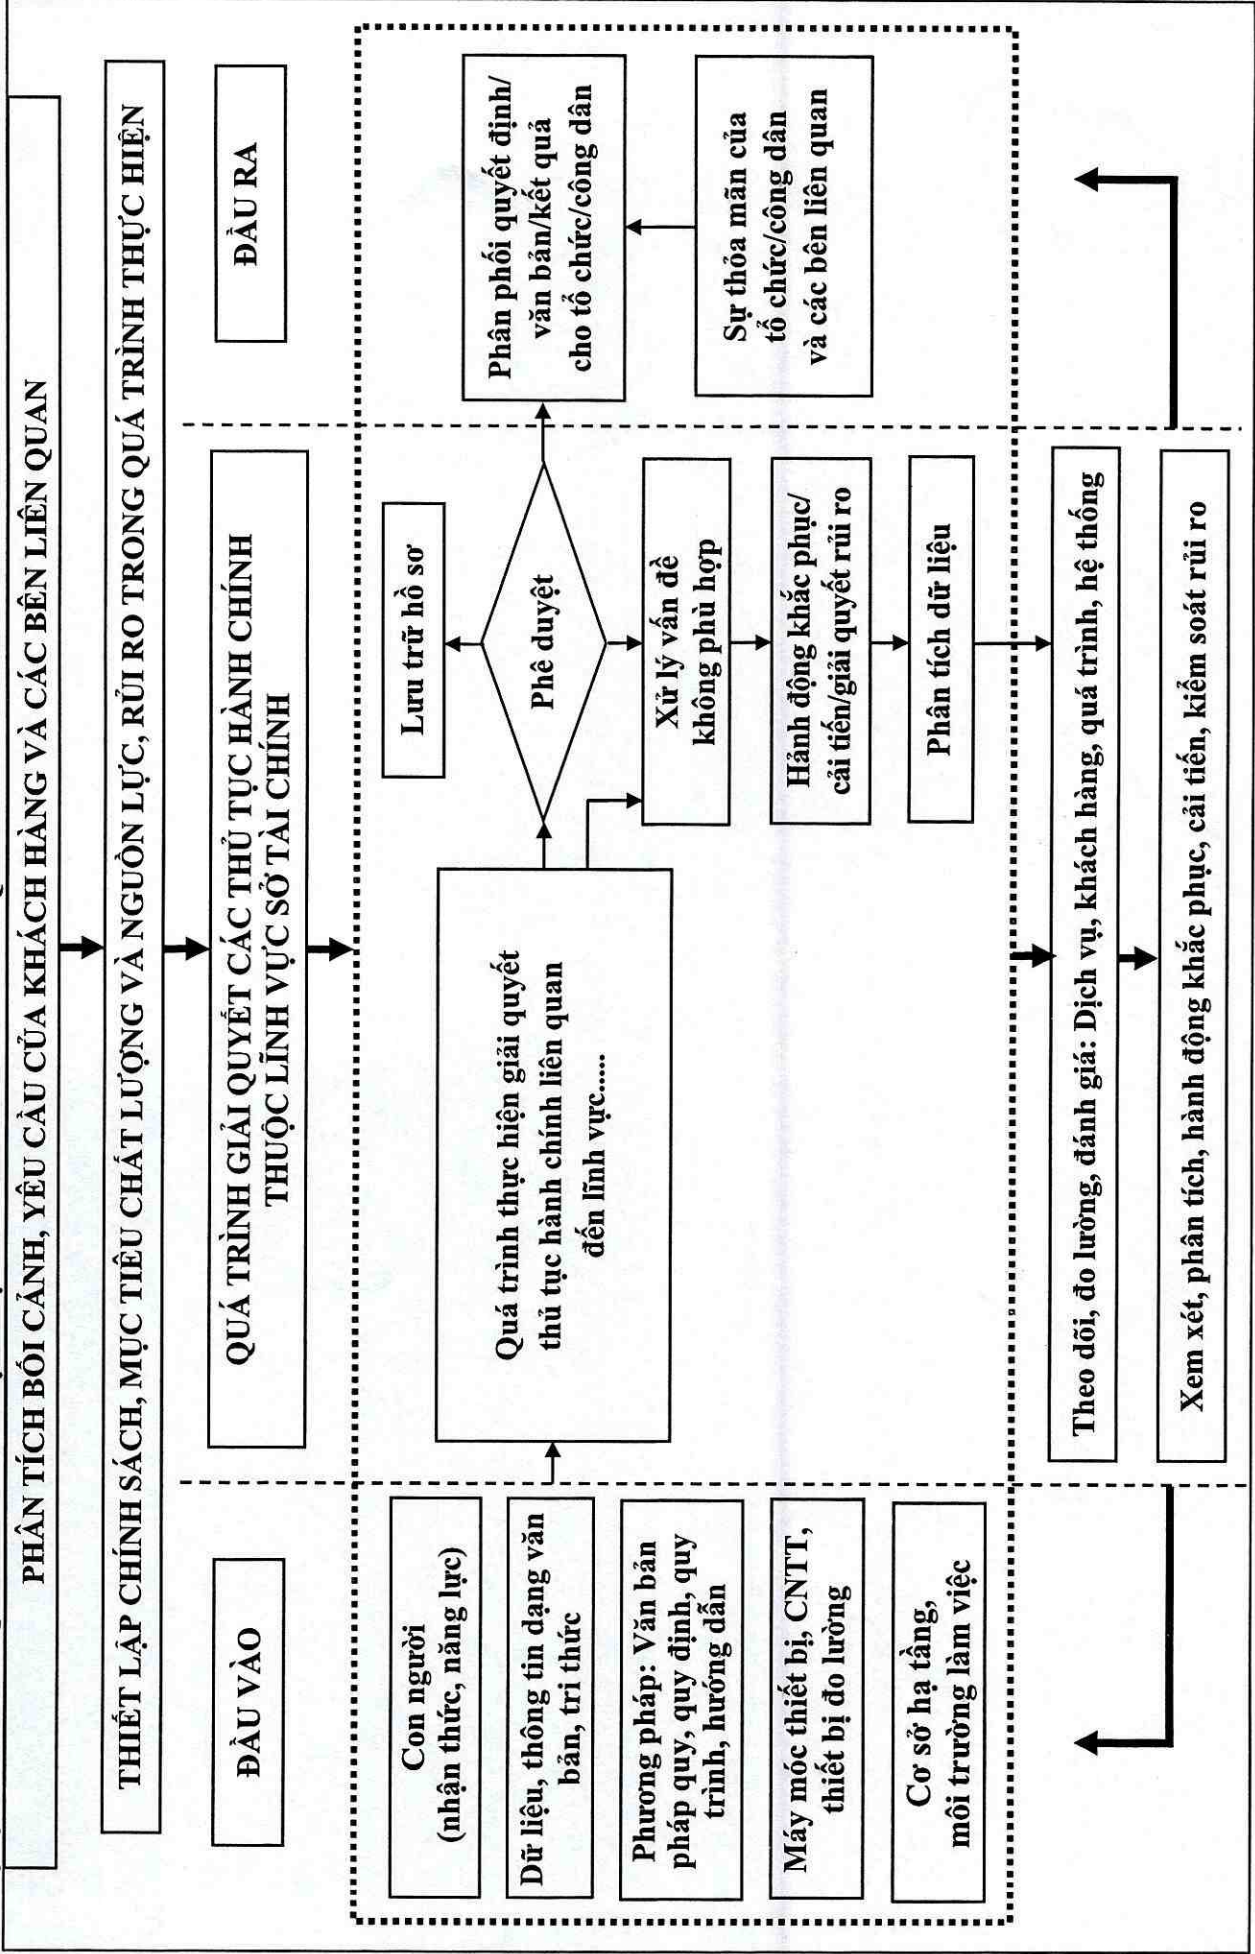 PHÂN TÍCH BỐI CẢNH, YÊU CẦU CỦA KHÁCH HÀNG VÀ CÁC BÊN LIÊN QUAN
THIẾT LẬP CHÍNH SÁCH, MỤC TIÊU CHẤT LƯỢNG VÀ NGUỒN LỰC, RỦI RO TRONG QUÁ TRÌNH THỰC HIỆN
ĐẦU VÀO
QUÁ TRÌNH GIẢI QUYẾT CÁC THỦ TỤC HÀNH CHÍNH
THUỘC LĨNH VỰC SỞ TÀI CHÍNH
ĐẦU RA
Con người
(nhận thức, năng lực)
Dữ liệu, thông tin dạng văn
bản, tri thức
Phương pháp: Văn bản
pháp quy, quy định, quy
trình, hướng dẫn
Máy móc thiết bị, CNTT,
thiết bị đo lường
Cơ sở hạ tầng,
môi trường làm việc
Quá trình thực hiện giải quyết
thủ tục hành chính liên quan
đến lĩnh vực.....
Lưu trữ hồ sơ
Phê duyệt
Xử lý vấn đề
không phù hợp
Hành động khắc phục/
cải tiến/giải quyết rủi ro
Phân tích dữ liệu
Phân phối quyết định/
văn bản/kết quả
cho tổ chức/công dân
Sự thỏa mãn của
tổ chức/công dân
và các bên liên quan
Theo dõi, đo lường, đánh giá: Dịch vụ, khách hàng, quá trình, hệ thống
Xem xét, phân tích, hành động khắc phục, cải tiến, kiểm soát rủi ro